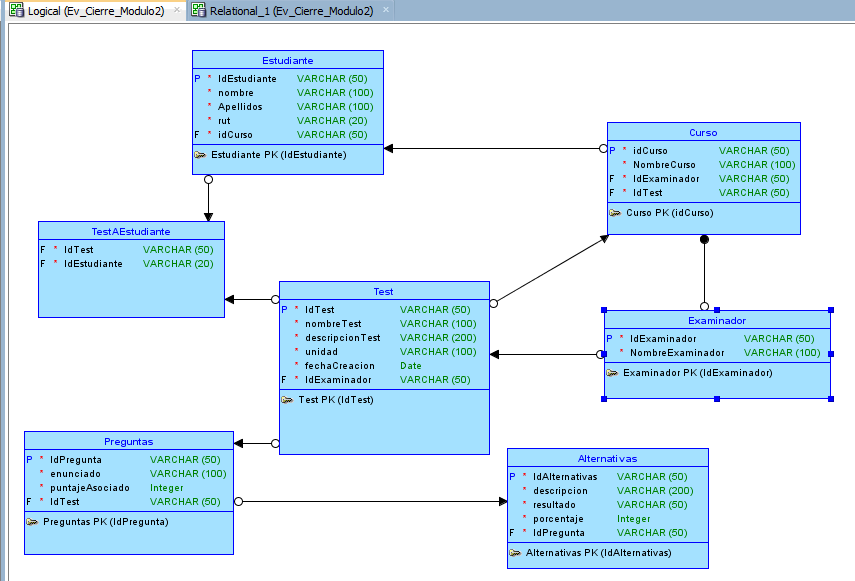 Logical (Ev_Cierre_Modulo2) × Relational_1 (Ev_Cierre_Modulo2) ×
Estudiante
P * IdEstudiante VARCHAR (50)
* nombre VARCHAR (100)
* Apellidos VARCHAR (100)
* rut VARCHAR (20)
F * idCurso VARCHAR (50)
Estudiante PK (IdEstudiante)
Curso
P * idCurso VARCHAR (50)
* NombreCurso VARCHAR (100)
F * IdExaminador VARCHAR (50)
F * IdTest VARCHAR (50)
Curso PK (idCurso)
TestAEstudiante
F * IdTest VARCHAR (50)
F * IdEstudiante VARCHAR (20)
Test
P * IdTest VARCHAR (50)
* nombreTest VARCHAR (100)
* descripcionTest VARCHAR (200)
* unidad VARCHAR (100)
* fechaCreacion Date
F * IdExaminador VARCHAR (50)
Test PK (IdTest)
Examinador
P * IdExaminador VARCHAR (50)
* NombreExaminador VARCHAR (100)
Examinador PK (IdExaminador)
Preguntas
P * IdPregunta VARCHAR (50)
* enunciado VARCHAR (100)
* puntajeAsociado Integer
F * IdTest VARCHAR (50)
Preguntas PK (IdPregunta)
Alternativas
P * IdAlternativas VARCHAR (50)
* descripcion VARCHAR (200)
* resultado VARCHAR (50)
* porcentaje Integer
F * IdPregunta VARCHAR (50)
Alternativas PK (IdAlternativas)